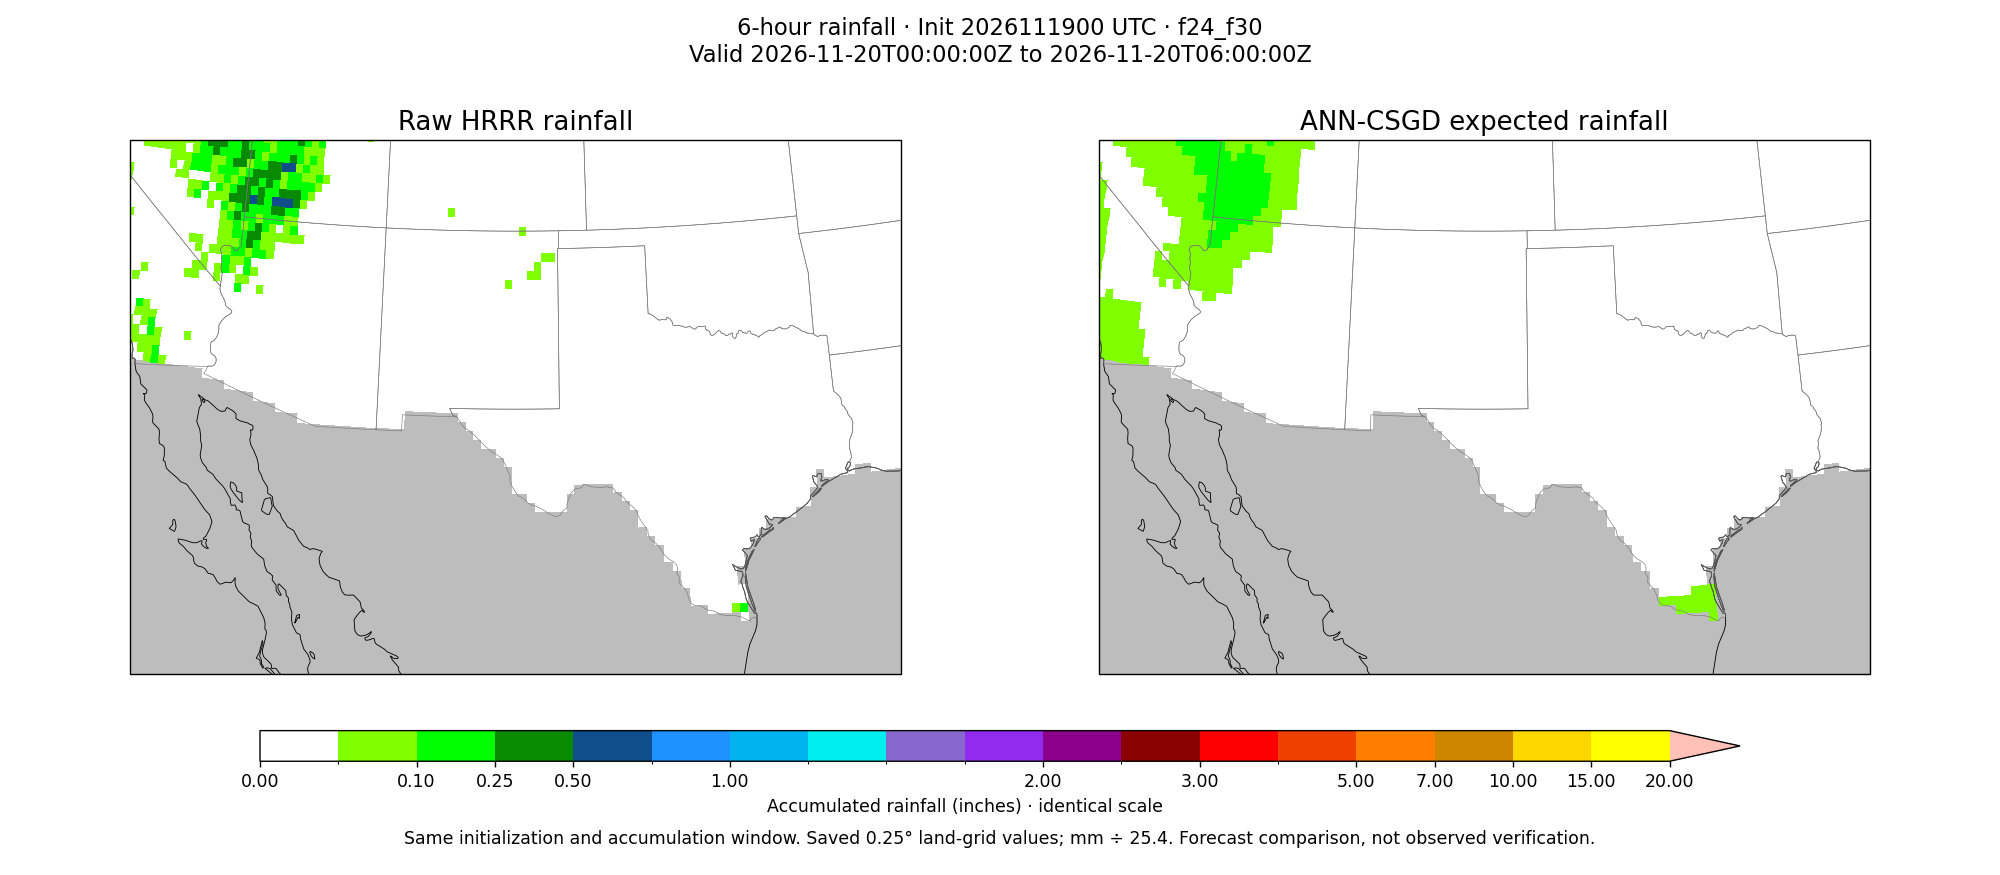 6-hour rainfall · Init 2026111900 UTC · f24_f30
Valid 2026-11-20T00:00:00Z to 2026-11-20T06:00:00Z
Raw HRRR rainfall
ANN-CSGD expected rainfall
0.00 0.10 0.25 0.50 1.00 2.00 3.00 5.00 7.00 10.00 15.00 20.00
Accumulated rainfall (inches) · identical scale
Same initialization and accumulation window. Saved 0.25° land-grid values; mm ÷ 25.4. Forecast comparison, not observed verification.